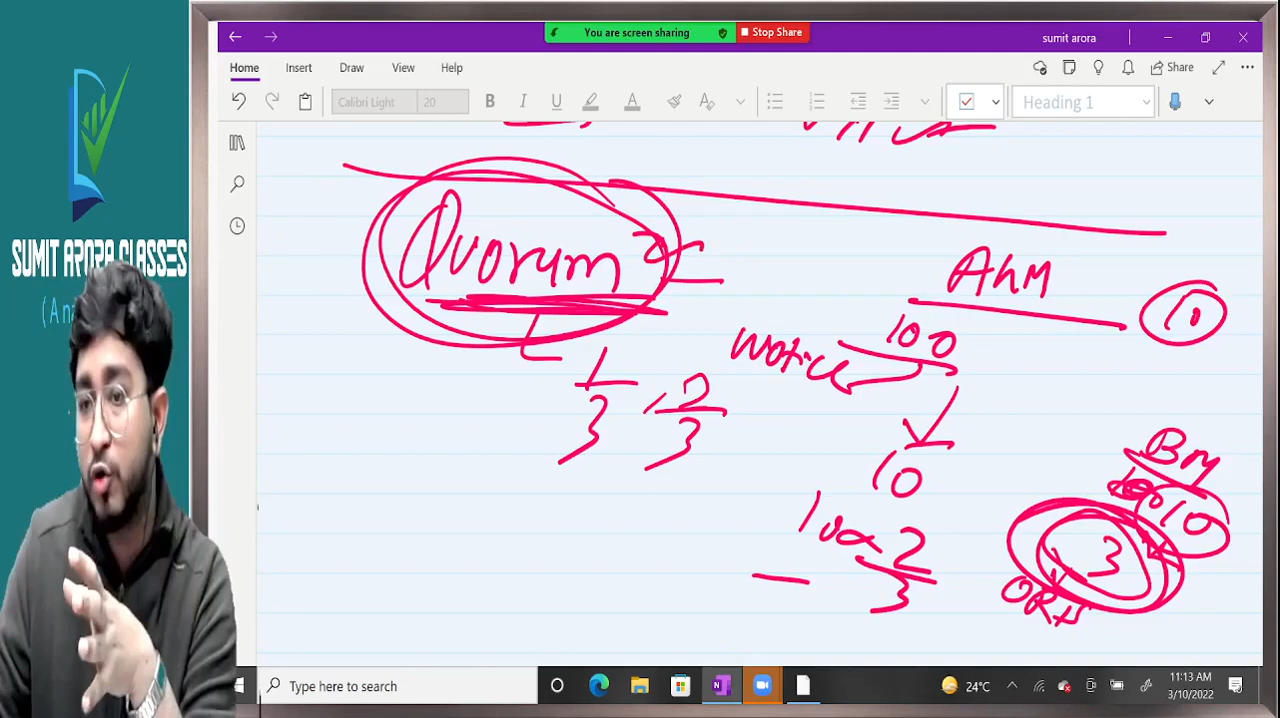 You are screen sharing
Stop Share
sumit arora
Home
Insert
Draw
View
Help
Share
Calibri Light
20
B
I
U
A
Heading 1
SUMIT ARORA CLASSES
( Ana
Quorum
AGM
10
Notice
100
1/3
2/3
10
BM
10
100 × 2/3
3
Type here to search
24°C
11:13 AM
3/10/2022